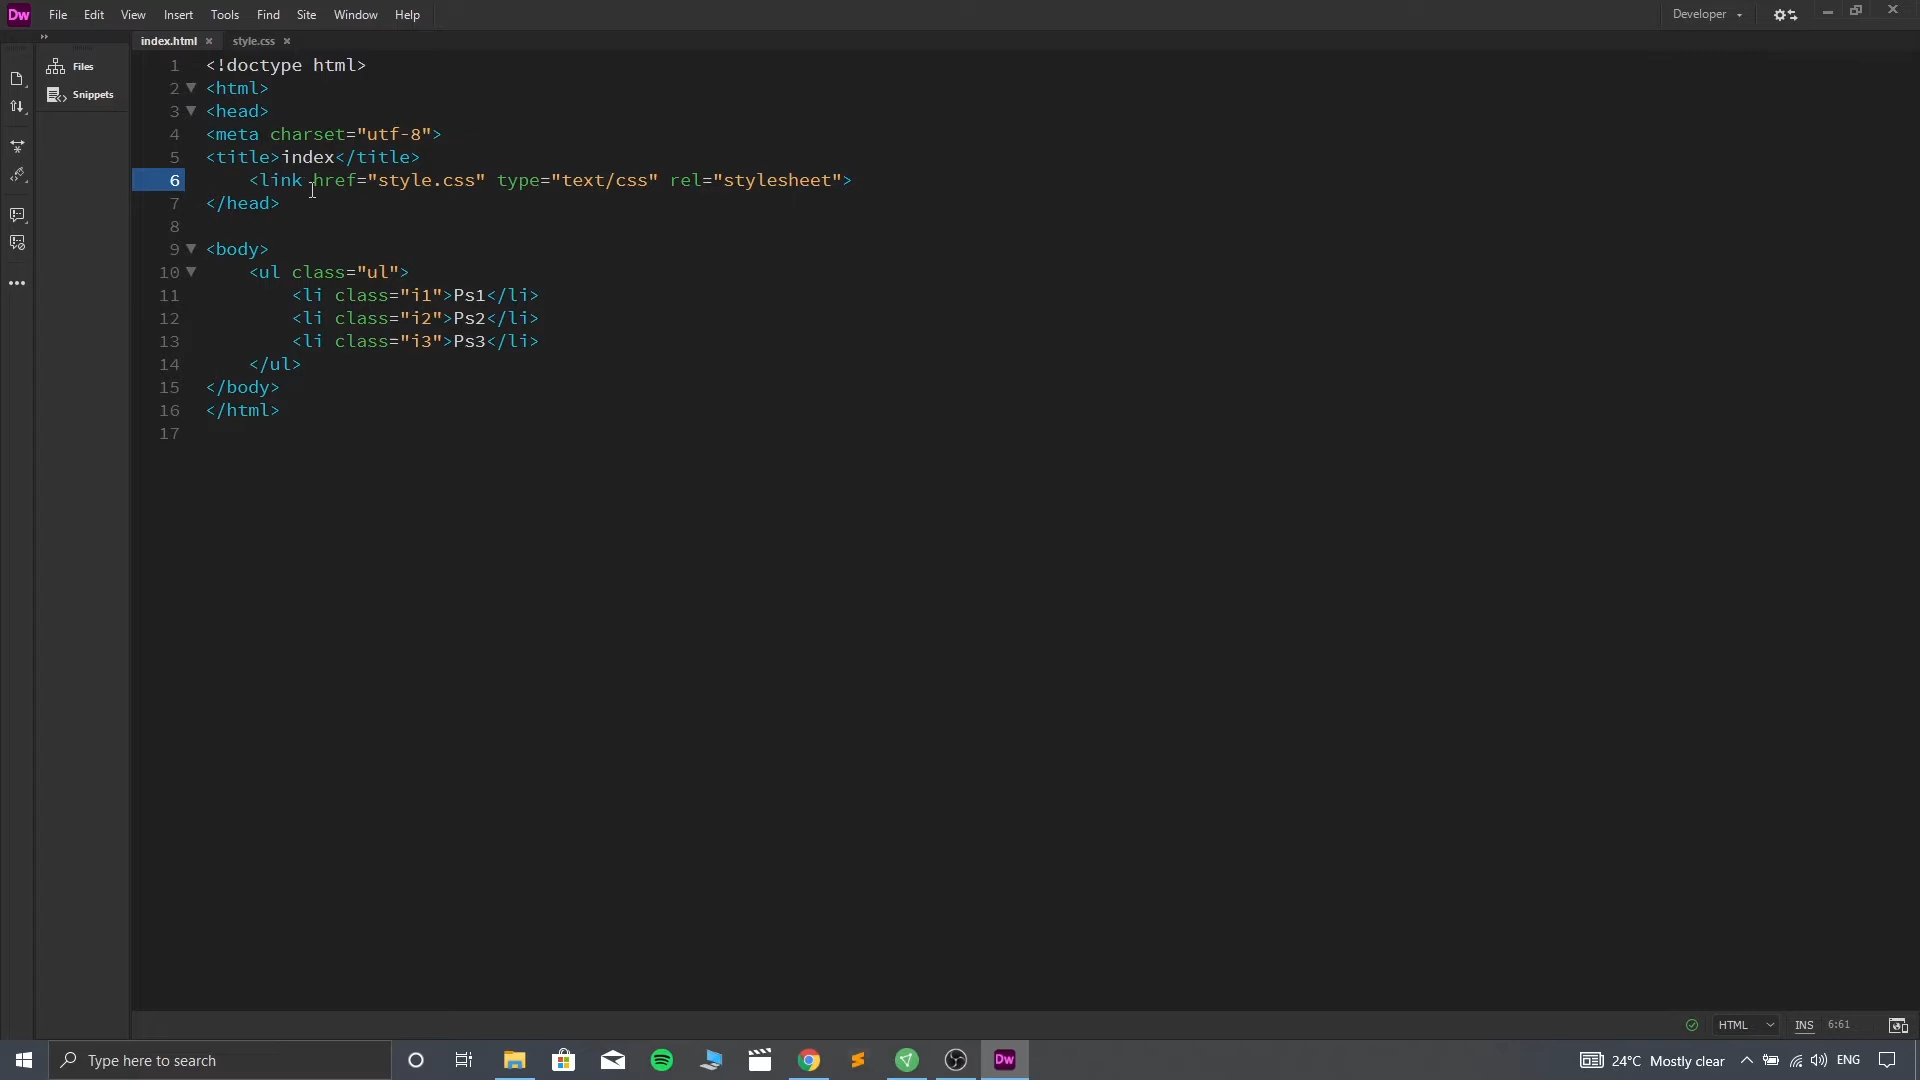 Dw File Edit View Insert Tools Find Site Window Help Developer
index.html × style.css ×
Files
Snippets
1 <!doctype html>
2 <html>
3 <head>
4 <meta charset="utf-8">
5 <title>index</title>
6 <link href="style.css" type="text/css" rel="stylesheet">
7 </head>
8
9 <body>
10 <ul class="ul">
11 <li class="i1">Ps1</li>
12 <li class="i2">Ps2</li>
13 <li class="i3">Ps3</li>
14 </ul>
15 </body>
16 </html>
17
HTML INS 6:61
Type here to search Dw 24°C Mostly clear ENG